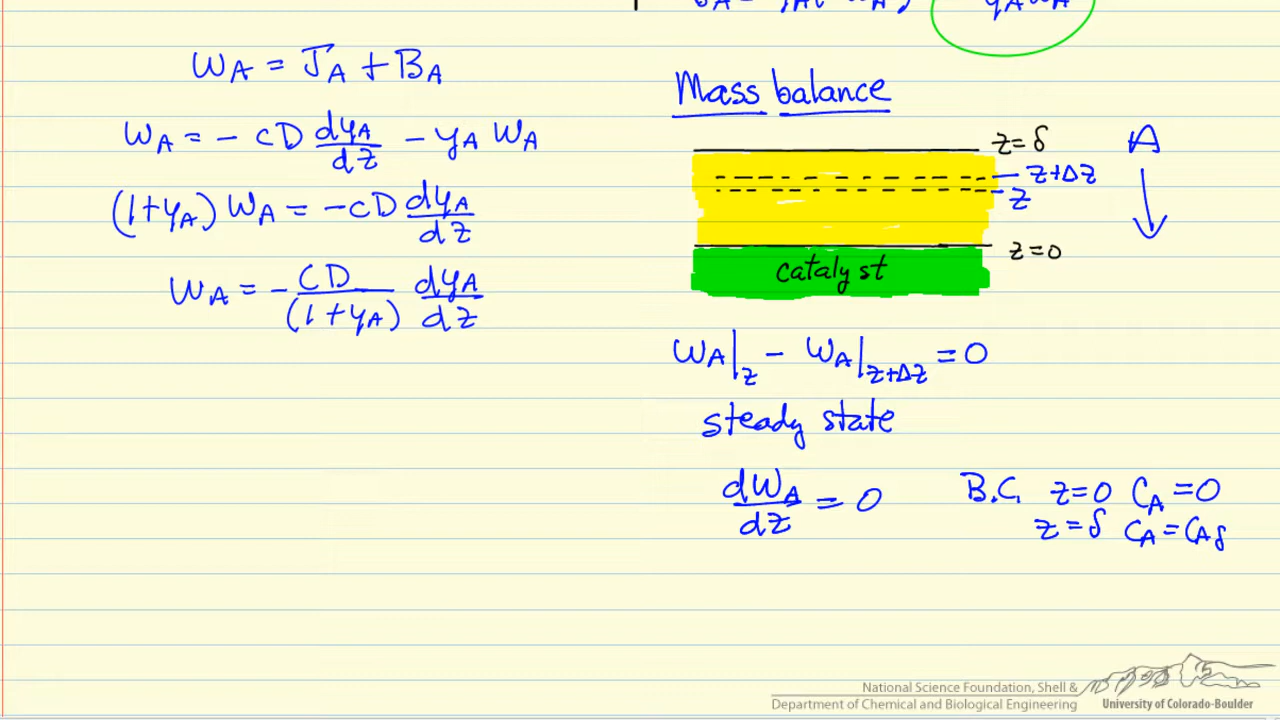 W_A = J_A + B_A
W_A = - cD dy_A/dz - y_A W_A
(1+y_A) W_A = -cD dy_A/dz
W_A = - CD/(1+y_A) dy_A/dz
Mass balance
z=δ
A
z+Δz
z
z=0
catalyst
W_A|_z - W_A|_z+Δz = 0
steady state
dW_A/dz = 0
B.C. z=0 C_A=0
z=δ C_A=C_Aδ
National Science Foundation, Shell &
Department of Chemical and Biological Engineering
University of Colorado-Boulder